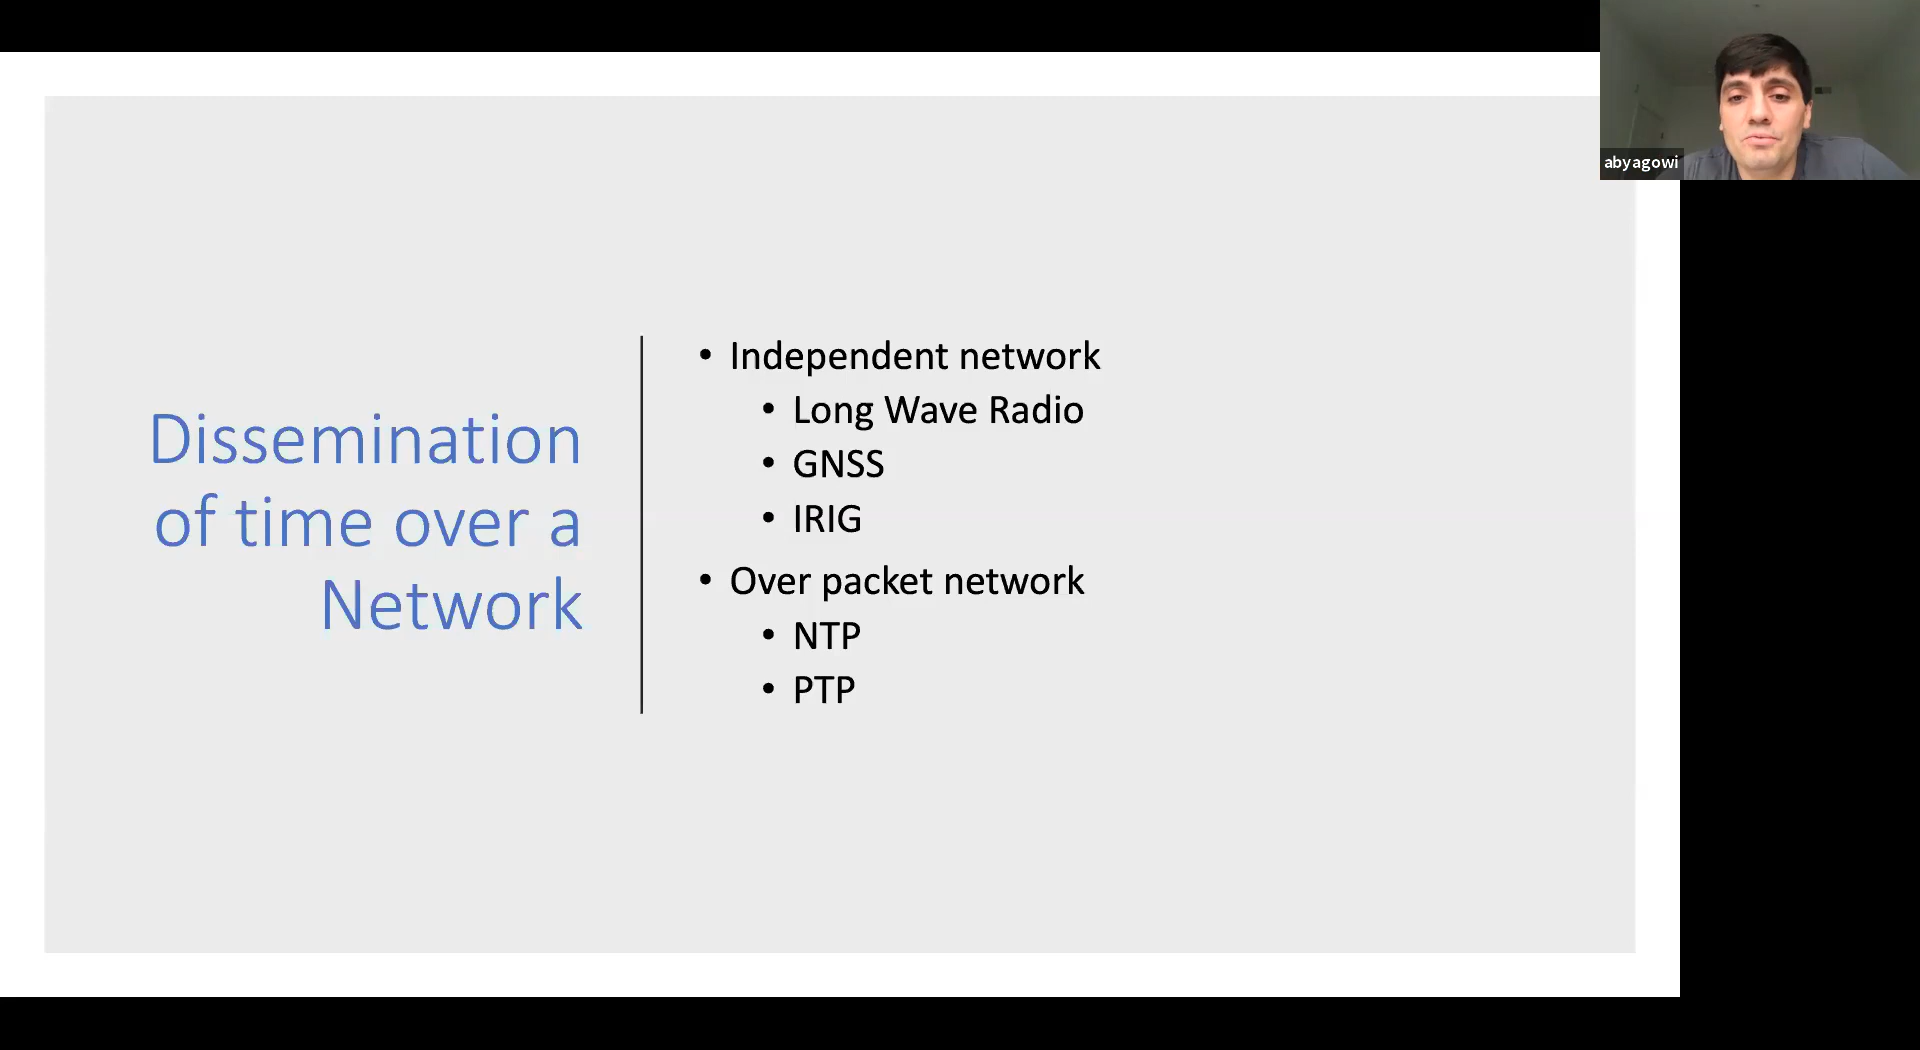 Dissemination
of time over a
Network
• Independent network
• Long Wave Radio
• GNSS
• IRIG
• Over packet network
• NTP
• PTP
abyagowi